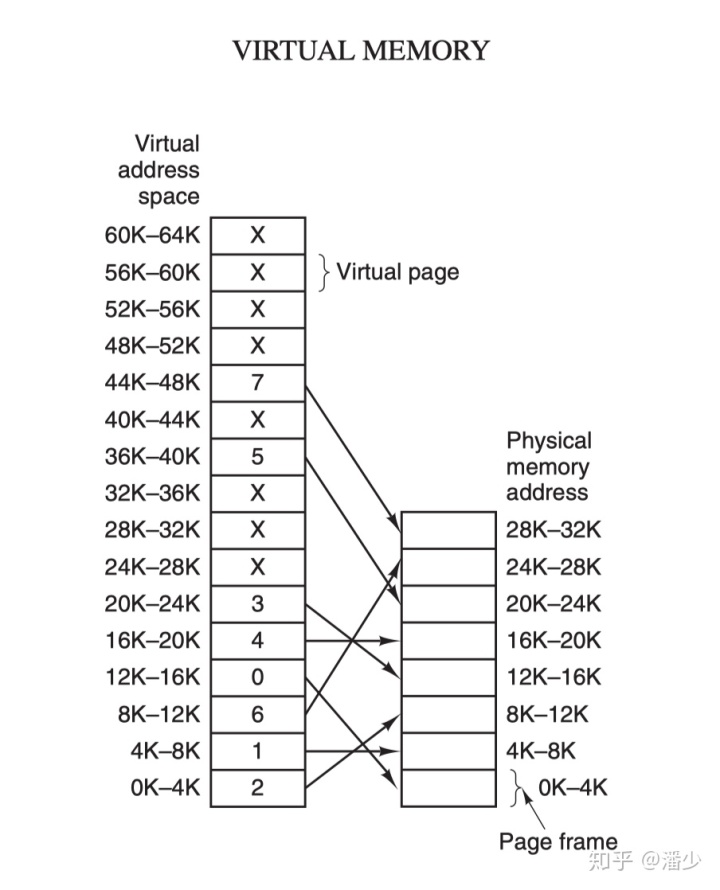 VIRTUAL MEMORY
Virtual
address
space
60K–64K X
56K–60K X Virtual page
52K–56K X
48K–52K X
44K–48K 7
40K–44K X
36K–40K 5
32K–36K X
28K–32K X
24K–28K X
20K–24K 3
16K–20K 4
12K–16K 0
8K–12K 6
4K–8K 1
0K–4K 2
Physical
memory
address
28K–32K
24K–28K
20K–24K
16K–20K
12K–16K
8K–12K
4K–8K
0K–4K
Page frame
知乎 @潘少